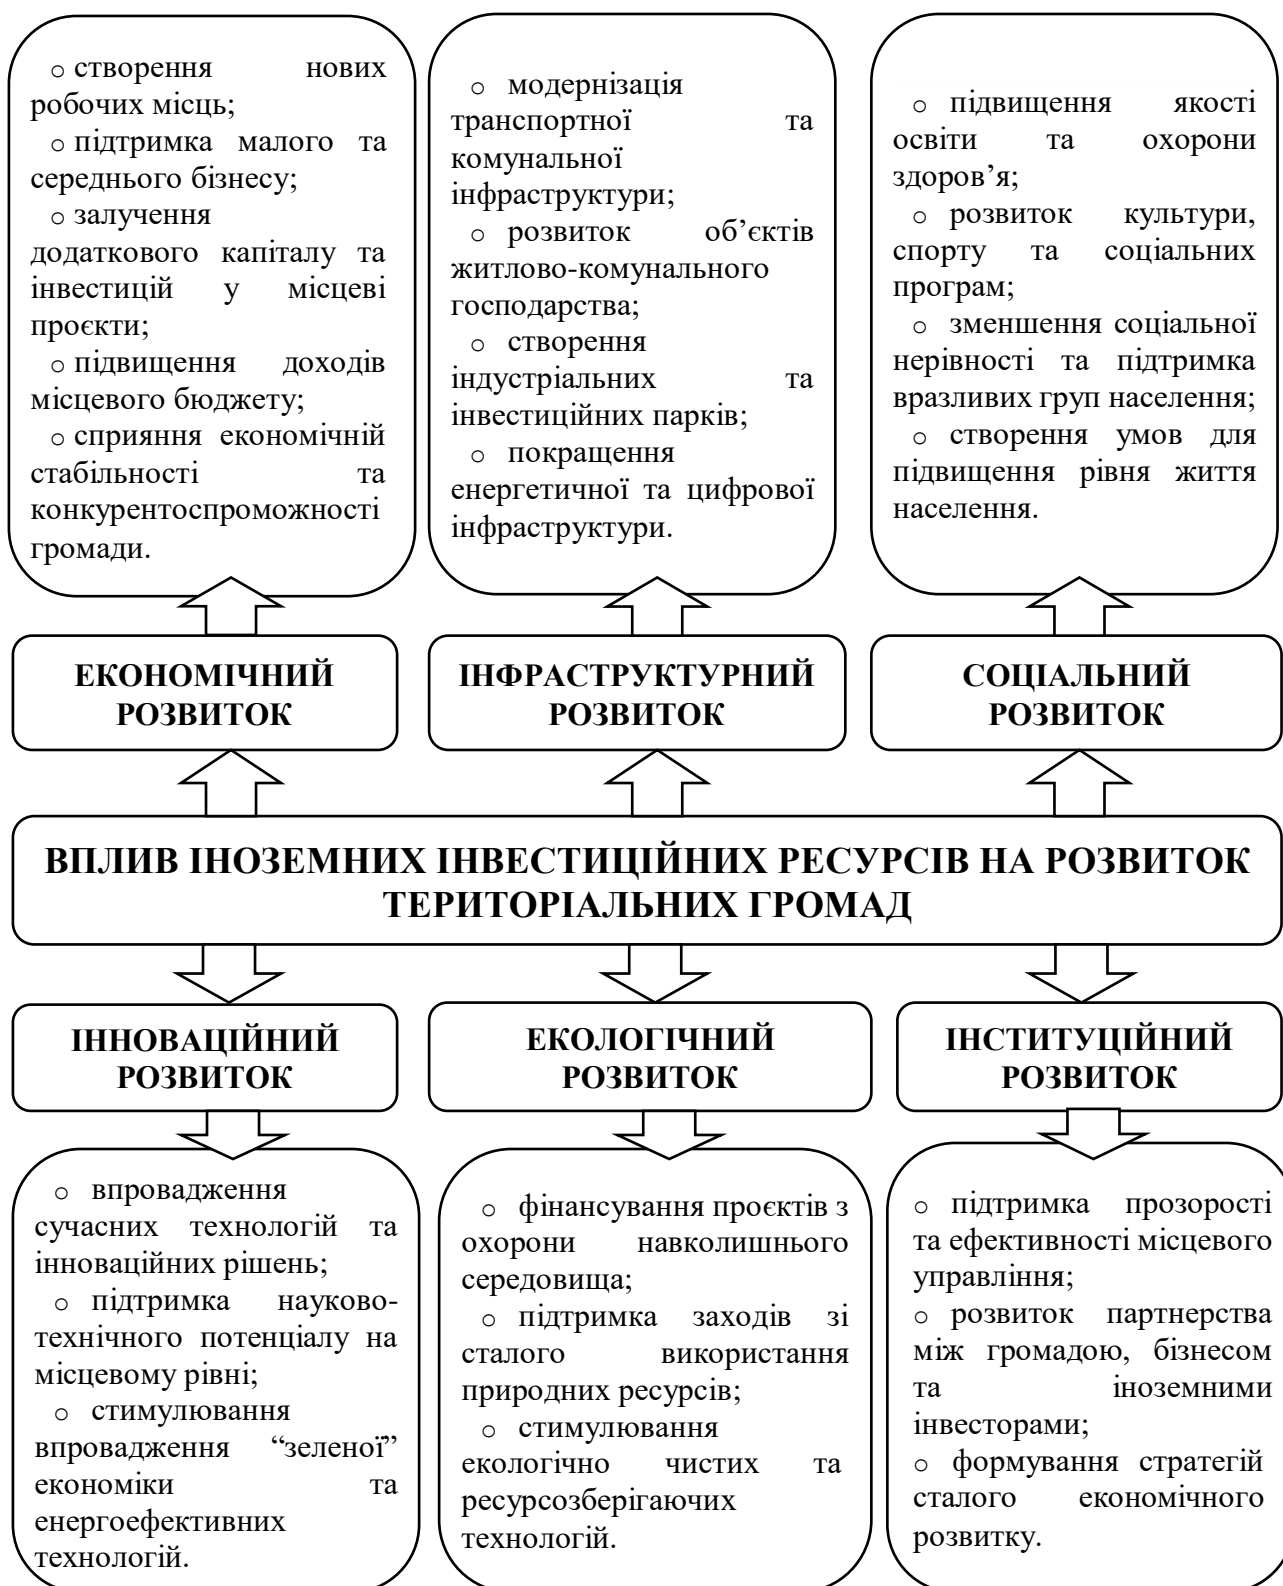 ○ створення нових
робочих місць;
○ підтримка малого та
середнього бізнесу;
○ залучення
додаткового капіталу та
інвестицій у місцеві
проєкти;
○ підвищення доходів
місцевого бюджету;
○ сприяння економічній
стабільності та
конкурентоспроможності
громади.
○ модернізація
транспортної та
комунальної
інфраструктури;
○ розвиток об’єктів
житлово-комунального
господарства;
○ створення
індустріальних та
інвестиційних парків;
○ покращення
енергетичної та цифрової
інфраструктури.
○ підвищення якості
освіти та охорони
здоров’я;
○ розвиток культури,
спорту та соціальних
програм;
○ зменшення соціальної
нерівності та підтримка
вразливих груп населення;
○ створення умов для
підвищення рівня життя
населення.
ЕКОНОМІЧНИЙ
РОЗВИТОК
ІНФРАСТРУКТУРНИЙ
РОЗВИТОК
СОЦІАЛЬНИЙ
РОЗВИТОК
ВПЛИВ ІНОЗЕМНИХ ІНВЕСТИЦІЙНИХ РЕСУРСІВ НА РОЗВИТОК
ТЕРИТОРІАЛЬНИХ ГРОМАД
ІННОВАЦІЙНИЙ
РОЗВИТОК
ЕКОЛОГІЧНИЙ
РОЗВИТОК
ІНСТИТУЦІЙНИЙ
РОЗВИТОК
○ впровадження
сучасних технологій та
інноваційних рішень;
○ підтримка науково-
технічного потенціалу на
місцевому рівні;
○ стимулювання
впровадження “зеленої”
економіки та
енергоефективних
технологій.
○ фінансування проєктів з
охорони навколишнього
середовища;
○ підтримка заходів зі
сталого використання
природних ресурсів;
○ стимулювання
екологічно чистих та
ресурсозберігаючих
технологій.
○ підтримка прозорості
та ефективності місцевого
управління;
○ розвиток партнерства
між громадою, бізнесом
та іноземними
інвесторами;
○ формування стратегій
сталого економічного
розвитку.